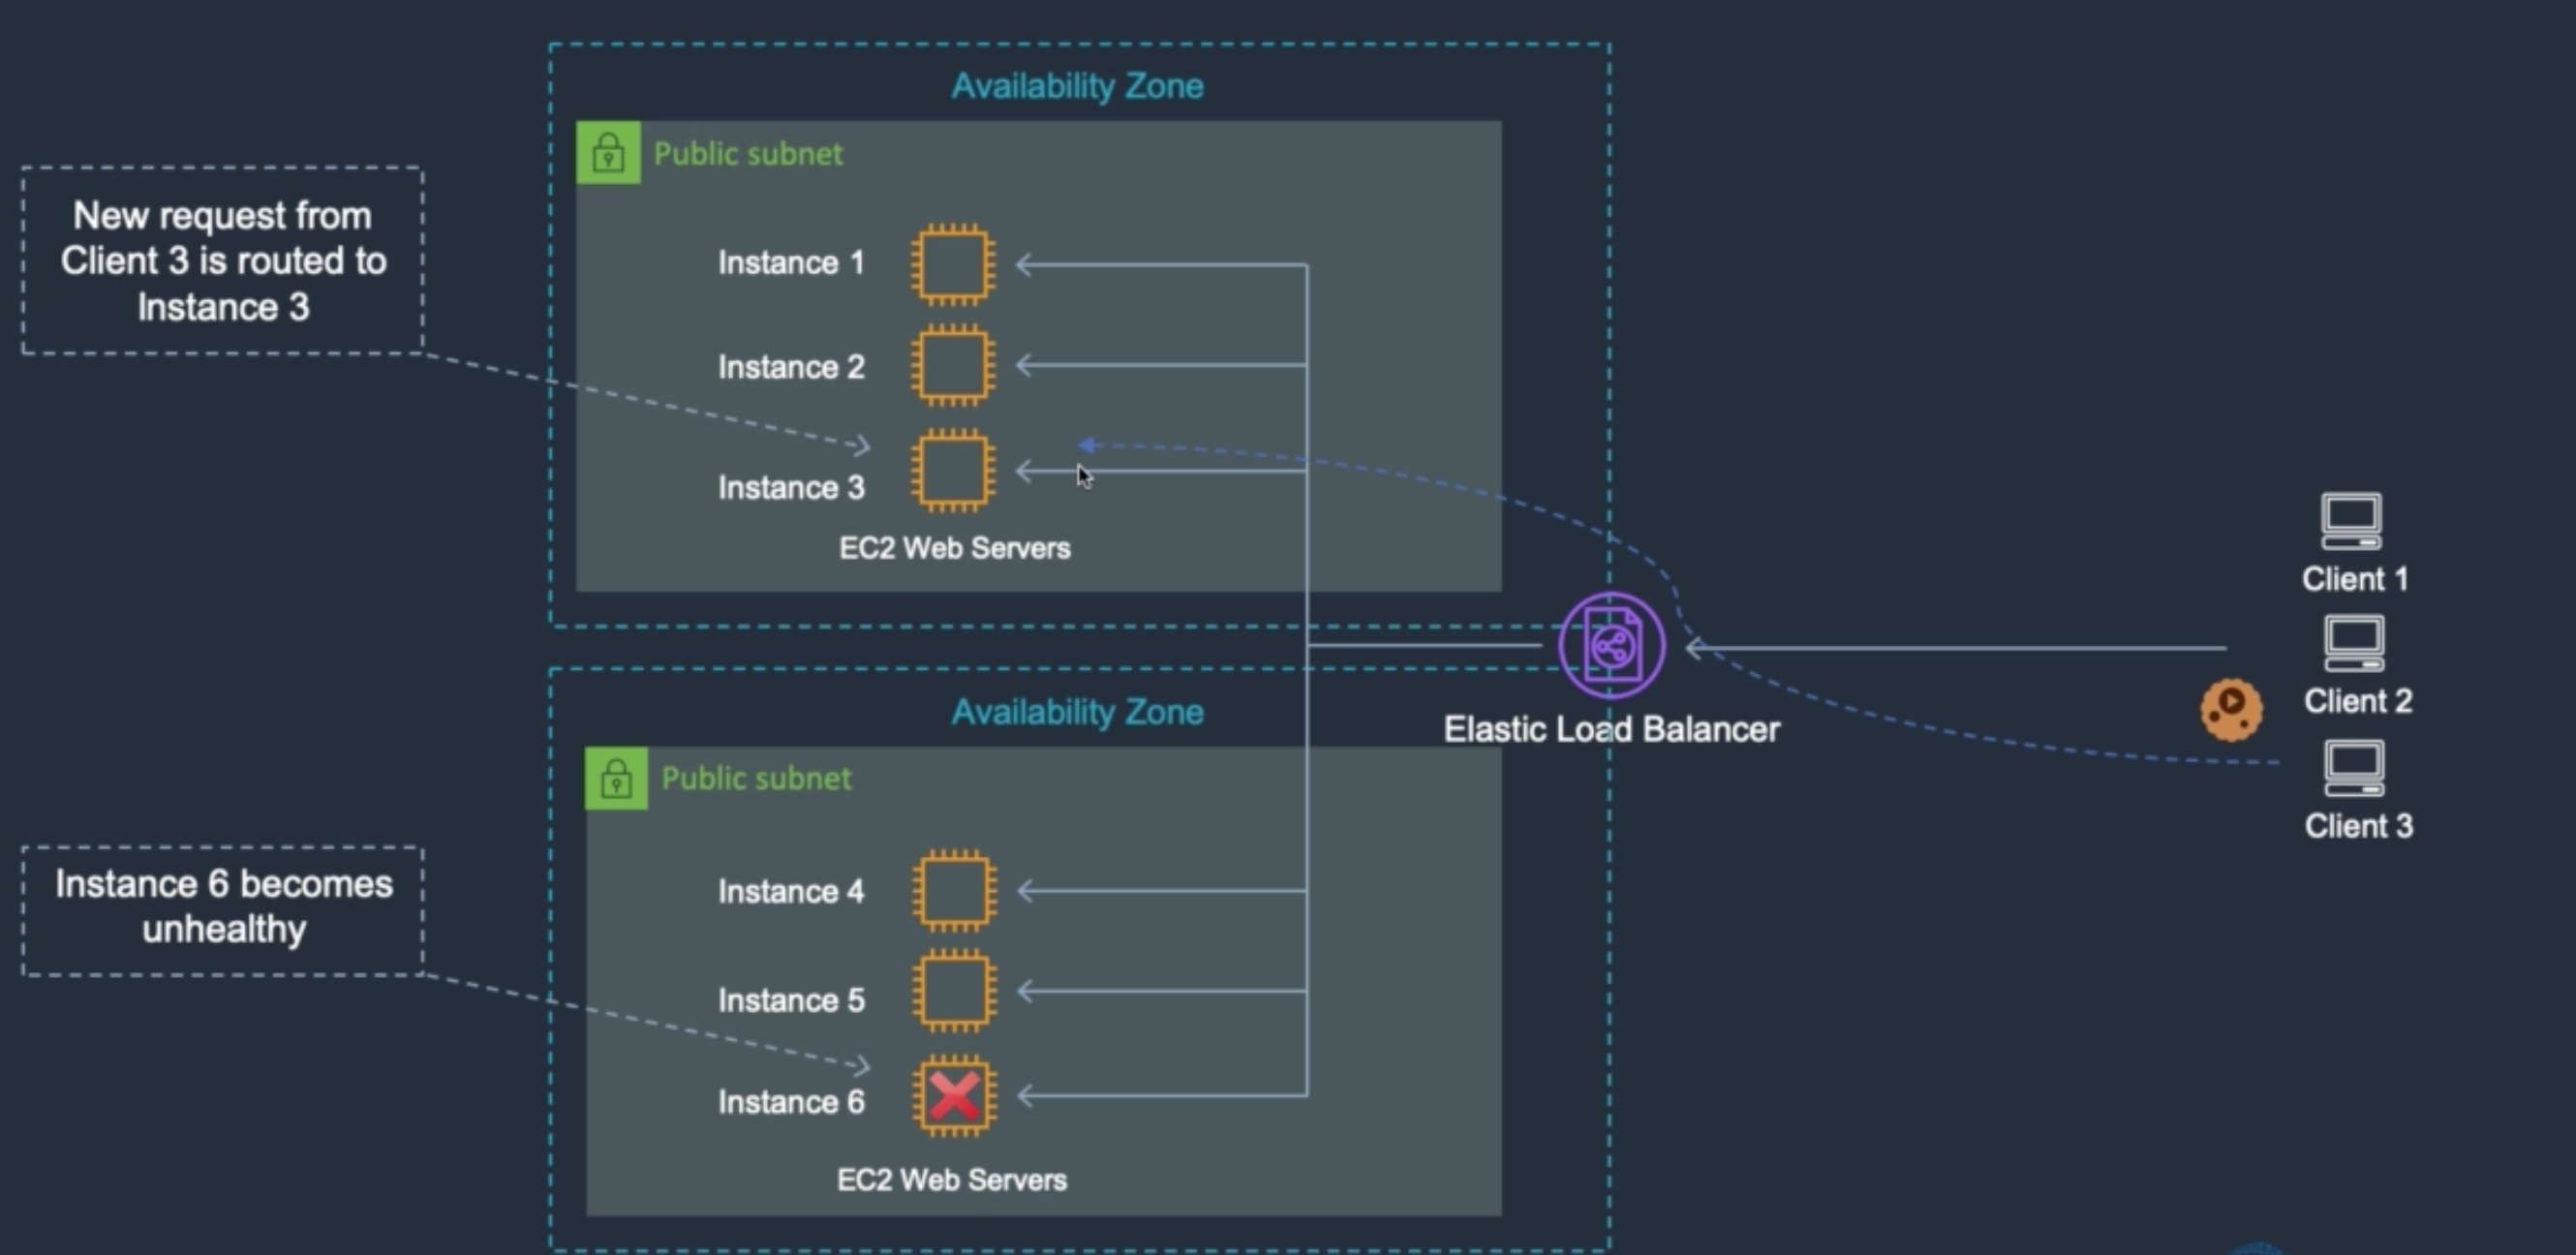 Availability Zone
Public subnet
New request from
Client 3 is routed to
Instance 3
Instance 1
Instance 2
Instance 3
EC2 Web Servers
Client 1
Client 2
Client 3
Elastic Load Balancer
Availability Zone
Public subnet
Instance 6 becomes
unhealthy
Instance 4
Instance 5
Instance 6
EC2 Web Servers